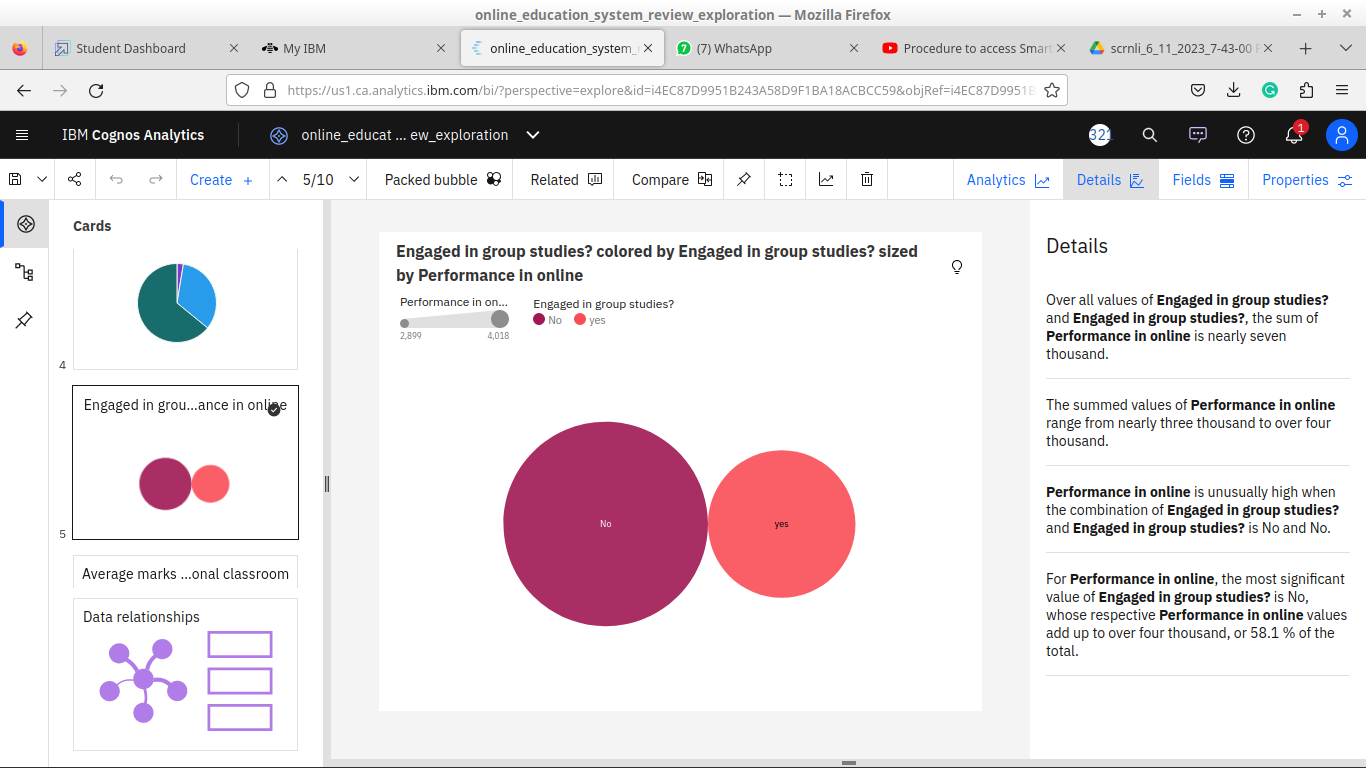 online_education_system_review_exploration — Mozilla Firefox
Student Dashboard
My IBM
online_education_system_
(7) WhatsApp
Procedure to access Smar
scrnli_6_11_2023_7-43-00
https://us1.ca.analytics.ibm.com/bi/?perspective=explore&id=i4EC87D9951B243A58D9F1BA18ACBCC59&objRef=i4EC87D9951B
IBM Cognos Analytics
online_educat ... ew_exploration
321
1
Create +
5/10
Packed bubble
Related
Compare
Analytics
Details
Fields
Properties
Cards
4
Engaged in grou...ance in online
5
Average marks ...onal classroom
Data relationships
Engaged in group studies? colored by Engaged in group studies? sized
by Performance in online
Performance in on...
2,899 4,018
Engaged in group studies?
No yes
No
yes
Details
Over all values of Engaged in group studies?
and Engaged in group studies?, the sum of
Performance in online is nearly seven
thousand.
The summed values of Performance in online
range from nearly three thousand to over four
thousand.
Performance in online is unusually high when
the combination of Engaged in group studies?
and Engaged in group studies? is No and No.
For Performance in online, the most significant
value of Engaged in group studies? is No,
whose respective Performance in online values
add up to over four thousand, or 58.1 % of the
total.